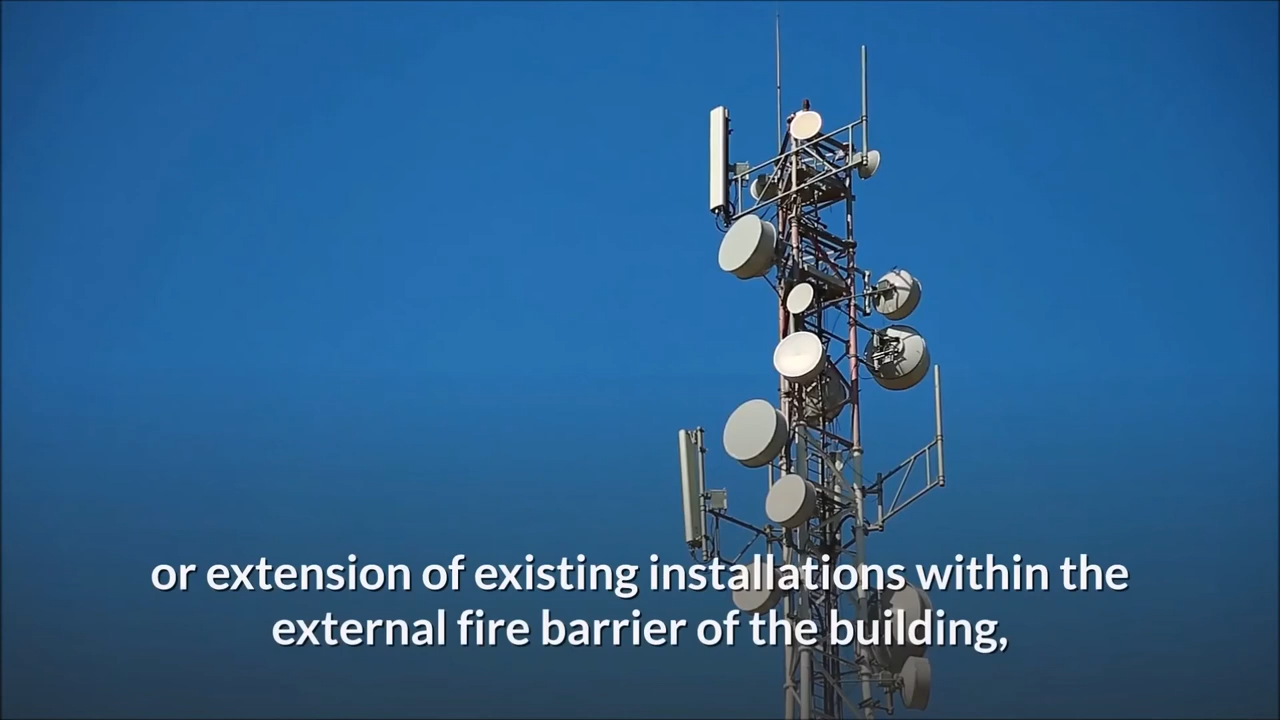 or extension of existing installations within the
external fire barrier of the building,